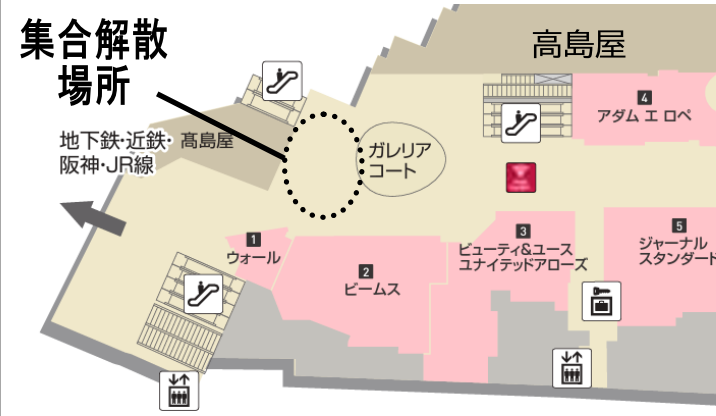 集合解散
場所
高島屋
4
アダム エ ロペ
地下鉄・近鉄・
阪神・JR線
髙島屋
ガレリア
コート
1
ウォール
2
ビームス
3
ビューティ&ユース
ユナイテッドアローズ
5
ジャーナル
スタンダード